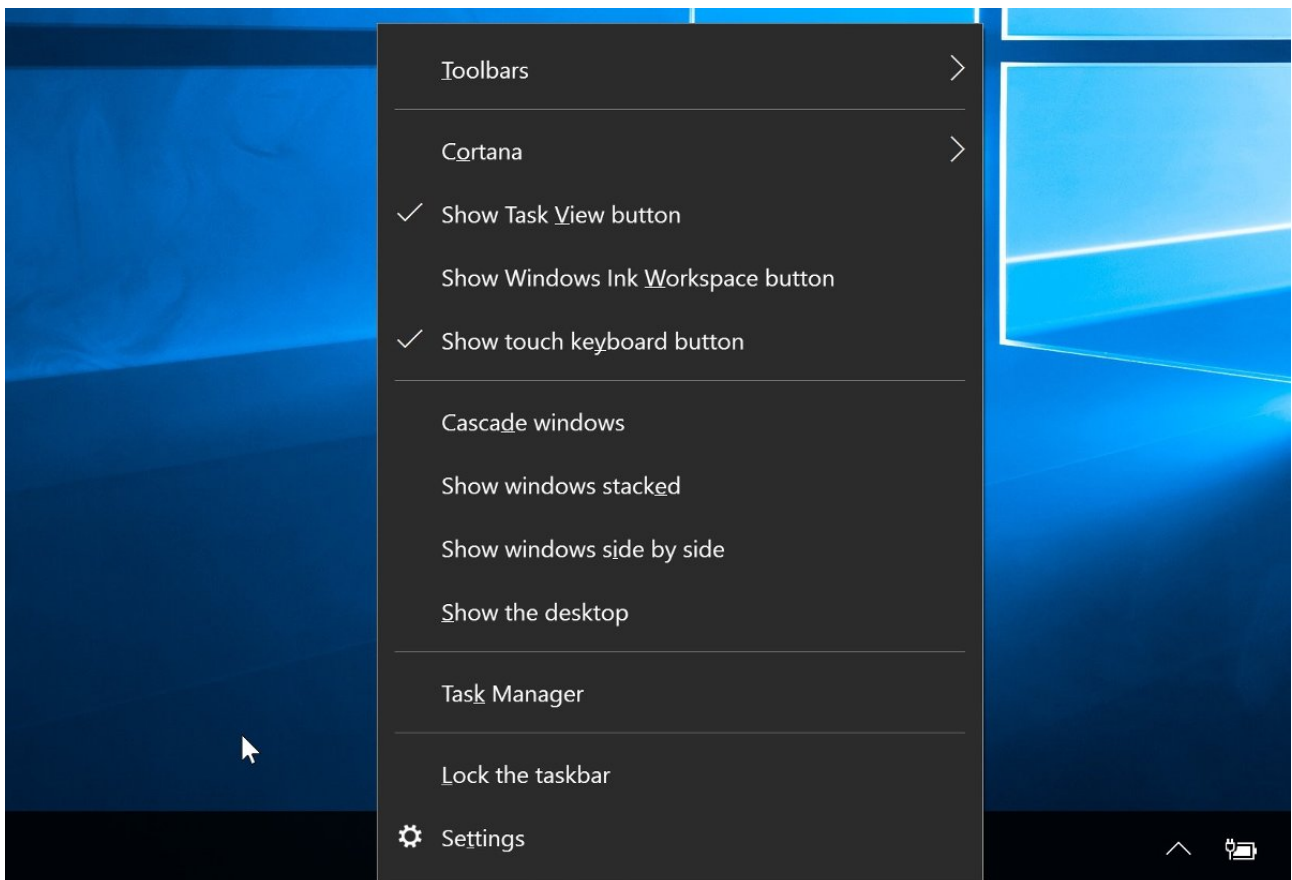 Toolbars
Cortana
Show Task View button
Show Windows Ink Workspace button
Show touch keyboard button
Cascade windows
Show windows stacked
Show windows side by side
Show the desktop
Task Manager
Lock the taskbar
Settings